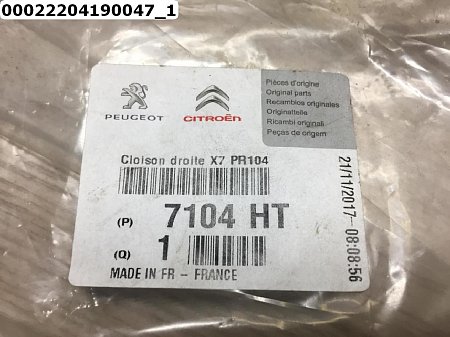 00022204190047_1
PEUGEOT
CITROËN
Pièces d'origine
Original parts
Recambios originales
Originalteile
Ricambi originali
Peças de origem
Cloison droite X7 PR104
(P) 7104 HT
(Q) 1
MADE IN FR - FRANCE
21/11/2017-08:08:56